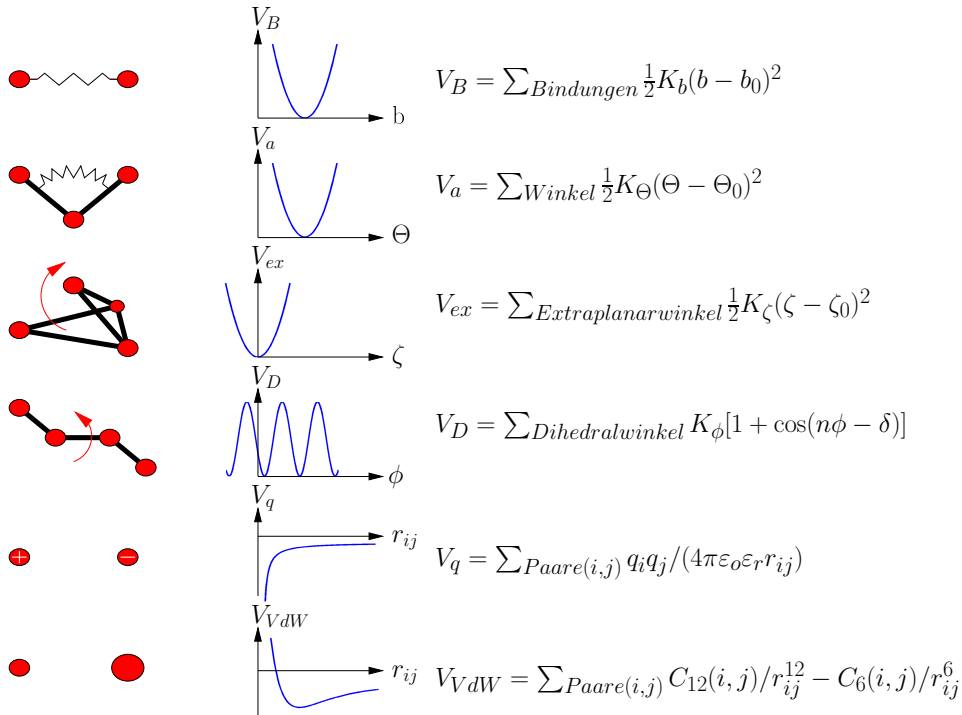 V_B
b
V_B = ∑_{Bindungen} ½K_b(b − b_0)^2
V_a
Θ
V_a = ∑_{Winkel} ½K_Θ(Θ − Θ_0)^2
V_{ex}
ζ
V_{ex} = ∑_{Extraplanarwinkel} ½K_ζ(ζ − ζ_0)^2
V_D
ϕ
V_D = ∑_{Dihedralwinkel} K_ϕ[1 + cos(nϕ − δ)]
V_q
r_{ij}
+ −
V_q = ∑_{Paare(i,j)} q_i q_j/(4πε_oε_r r_{ij})
V_{VdW}
r_{ij}
V_{VdW} = ∑_{Paare(i,j)} C_{12}(i,j)/r_{ij}^{12} − C_6(i,j)/r_{ij}^6